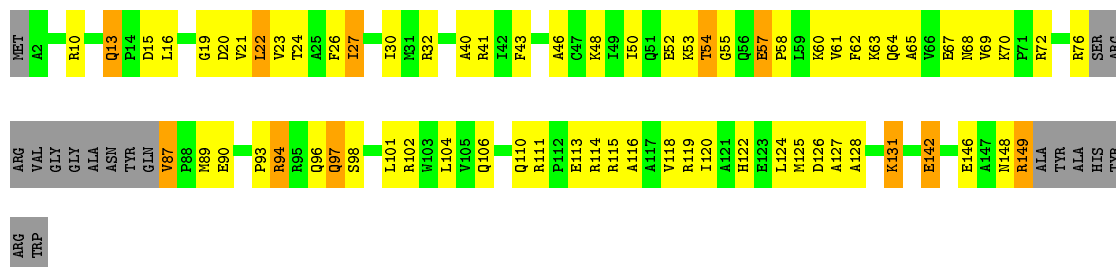 MET A2 R10 Q13 P14 D15 L16 G19 D20 V21 L22 V23 T24 A25 F26 I27 I30 M31 R32 A40 R41 I42 F43 A46 C47 K48 I49 I50 Q51 E52 K53 T54 G55 Q56 E57 P58 L59 K60 V61 F62 K63 Q64 A65 V66 E67 N68 V69 K70 P71 R72 R76 SER ARG
ARG VAL GLY GLY ALA ASN TYR GLN V87 P88 M89 E90 P93 R94 R95 Q96 Q97 S98 L101 R102 W103 L104 V105 Q106 Q110 R111 P112 E113 R114 R115 A116 A117 V118 R119 I120 A121 H122 E123 L124 M125 D126 A127 A128 K131 E142 E146 A147 N148 R149 ALA TYR ALA HIS TYR
ARG TRP